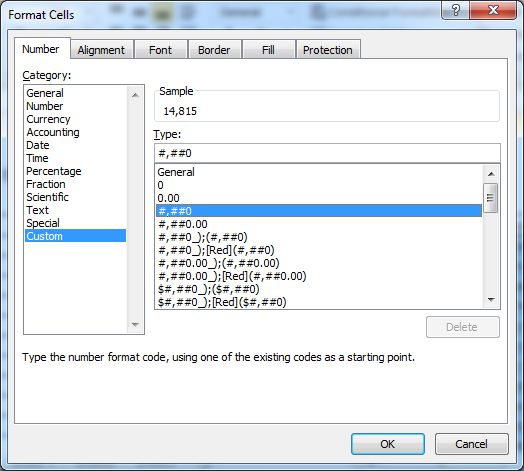 Format Cells
Number Alignment Font Border Fill Protection
Category:
General
Number
Currency
Accounting
Date
Time
Percentage
Fraction
Scientific
Text
Special
Custom
Sample
14,815
Type:
#,##0
General
0
0.00
#,##0
#,##0.00
#,##0_);(#,##0)
#,##0_);[Red](#,##0)
#,##0.00_);(#,##0.00)
#,##0.00_);[Red](#,##0.00)
$#,##0_);($#,##0)
$#,##0_);[Red]($#,##0)
Delete
Type the number format code, using one of the existing codes as a starting point.
OK Cancel